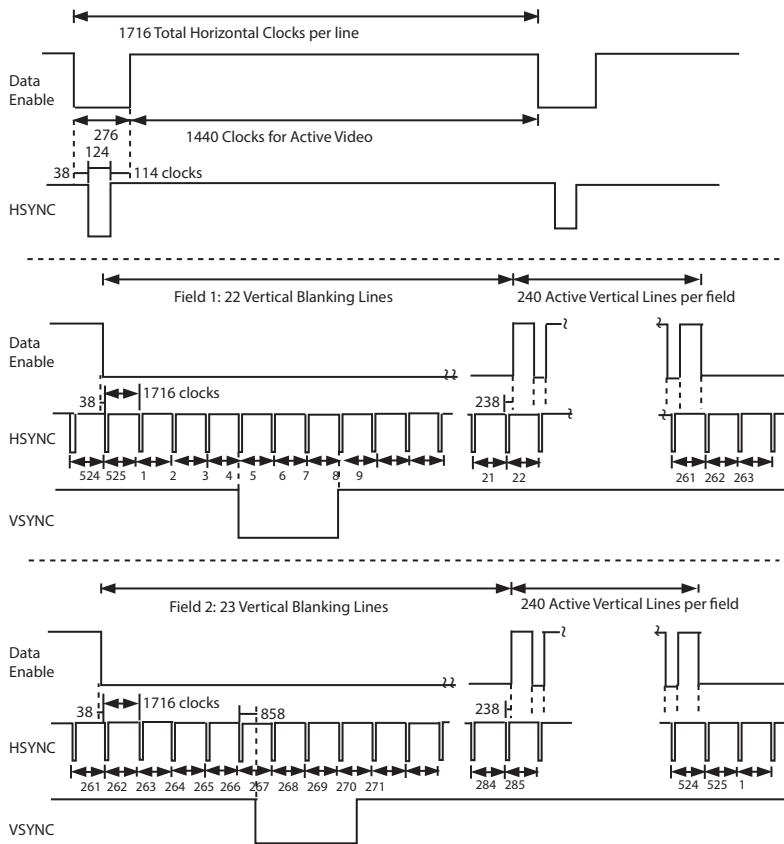 1716 Total Horizontal Clocks per line
Data
Enable
276
1440 Clocks for Active Video
124
38
114 clocks
HSYNC
Field 1: 22 Vertical Blanking Lines
240 Active Vertical Lines per field
Data
Enable
1716 clocks
38
238
HSYNC
524 525 1 2 3 4 5 6 7 8 9 21 22 261 262 263
VSYNC
Field 2: 23 Vertical Blanking Lines
240 Active Vertical Lines per field
Data
Enable
1716 clocks
38
858
238
HSYNC
261 262 263 264 265 266 267 268 269 270 271 284 285 524 525 1
VSYNC